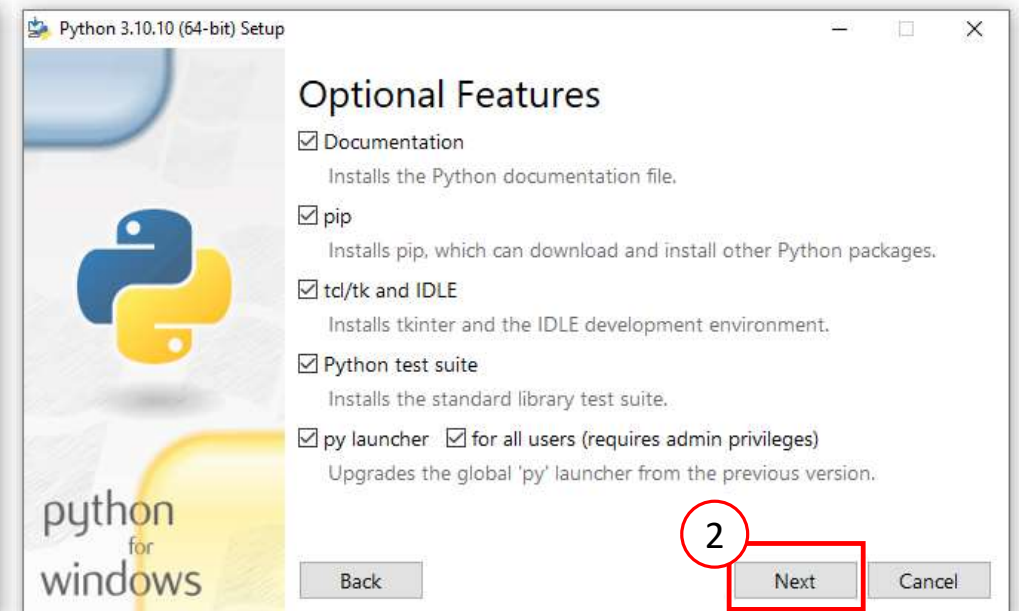 Python 3.10.10 (64-bit) Setup
Optional Features
Documentation
Installs the Python documentation file.
pip
Installs pip, which can download and install other Python packages.
tcl/tk and IDLE
Installs tkinter and the IDLE development environment.
Python test suite
Installs the standard library test suite.
py launcher for all users (requires admin privileges)
Upgrades the global 'py' launcher from the previous version.
python
for
windows
2
Back Next Cancel